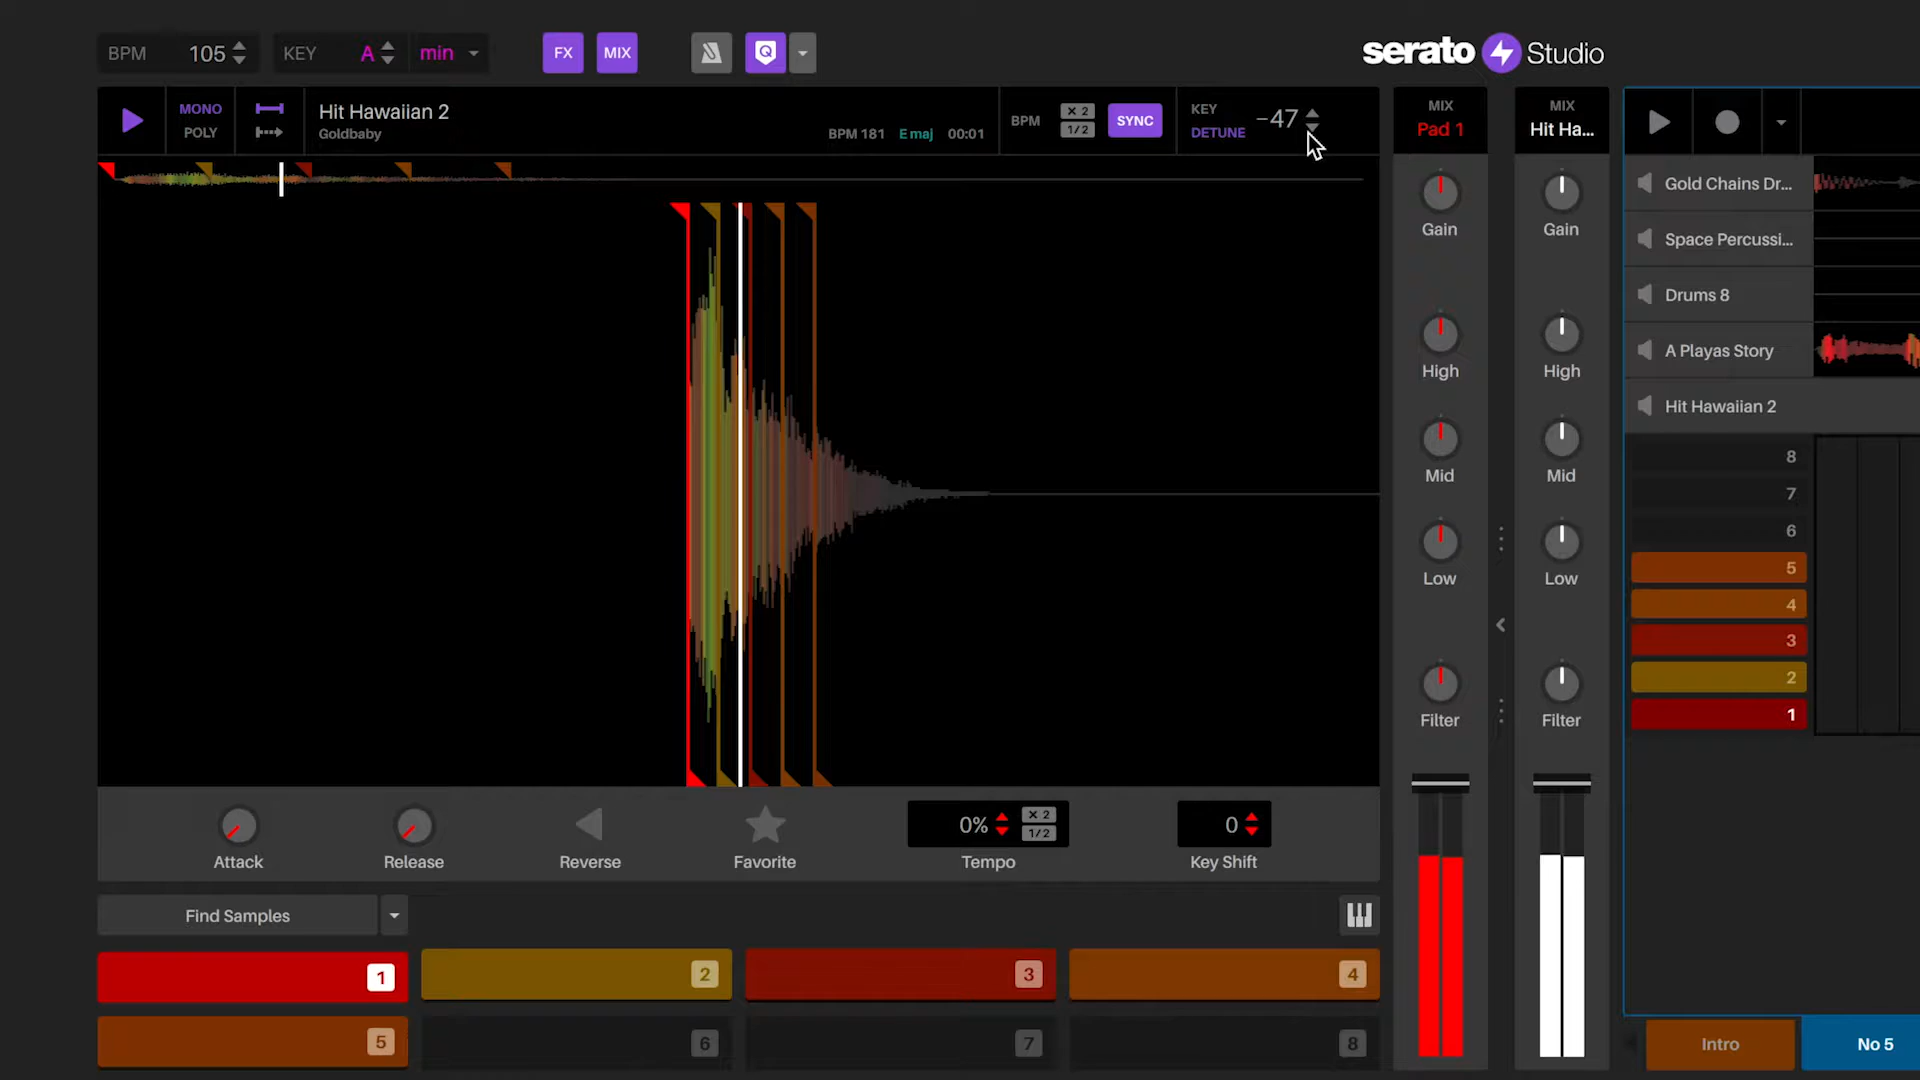 BPM 105 KEY A min FX MIX
serato Studio
MONO
POLY
Hit Hawaiian 2
Goldbaby
BPM 181 E maj 00:01
BPM x 2
1/2
SYNC
KEY
DETUNE
-47
MIX
Pad 1
Gain
High
Mid
Low
Filter
MIX
Hit Ha...
Gain
High
Mid
Low
Filter
Gold Chains Dr...
Space Percussi...
Drums 8
A Playas Story
Hit Hawaiian 2
8
7
6
5
4
3
2
1
Attack
Release
Reverse
Favorite
0% x 2
1/2
Tempo
0
Key Shift
Find Samples
1 2 3 4
5 6 7 8
Intro No 5